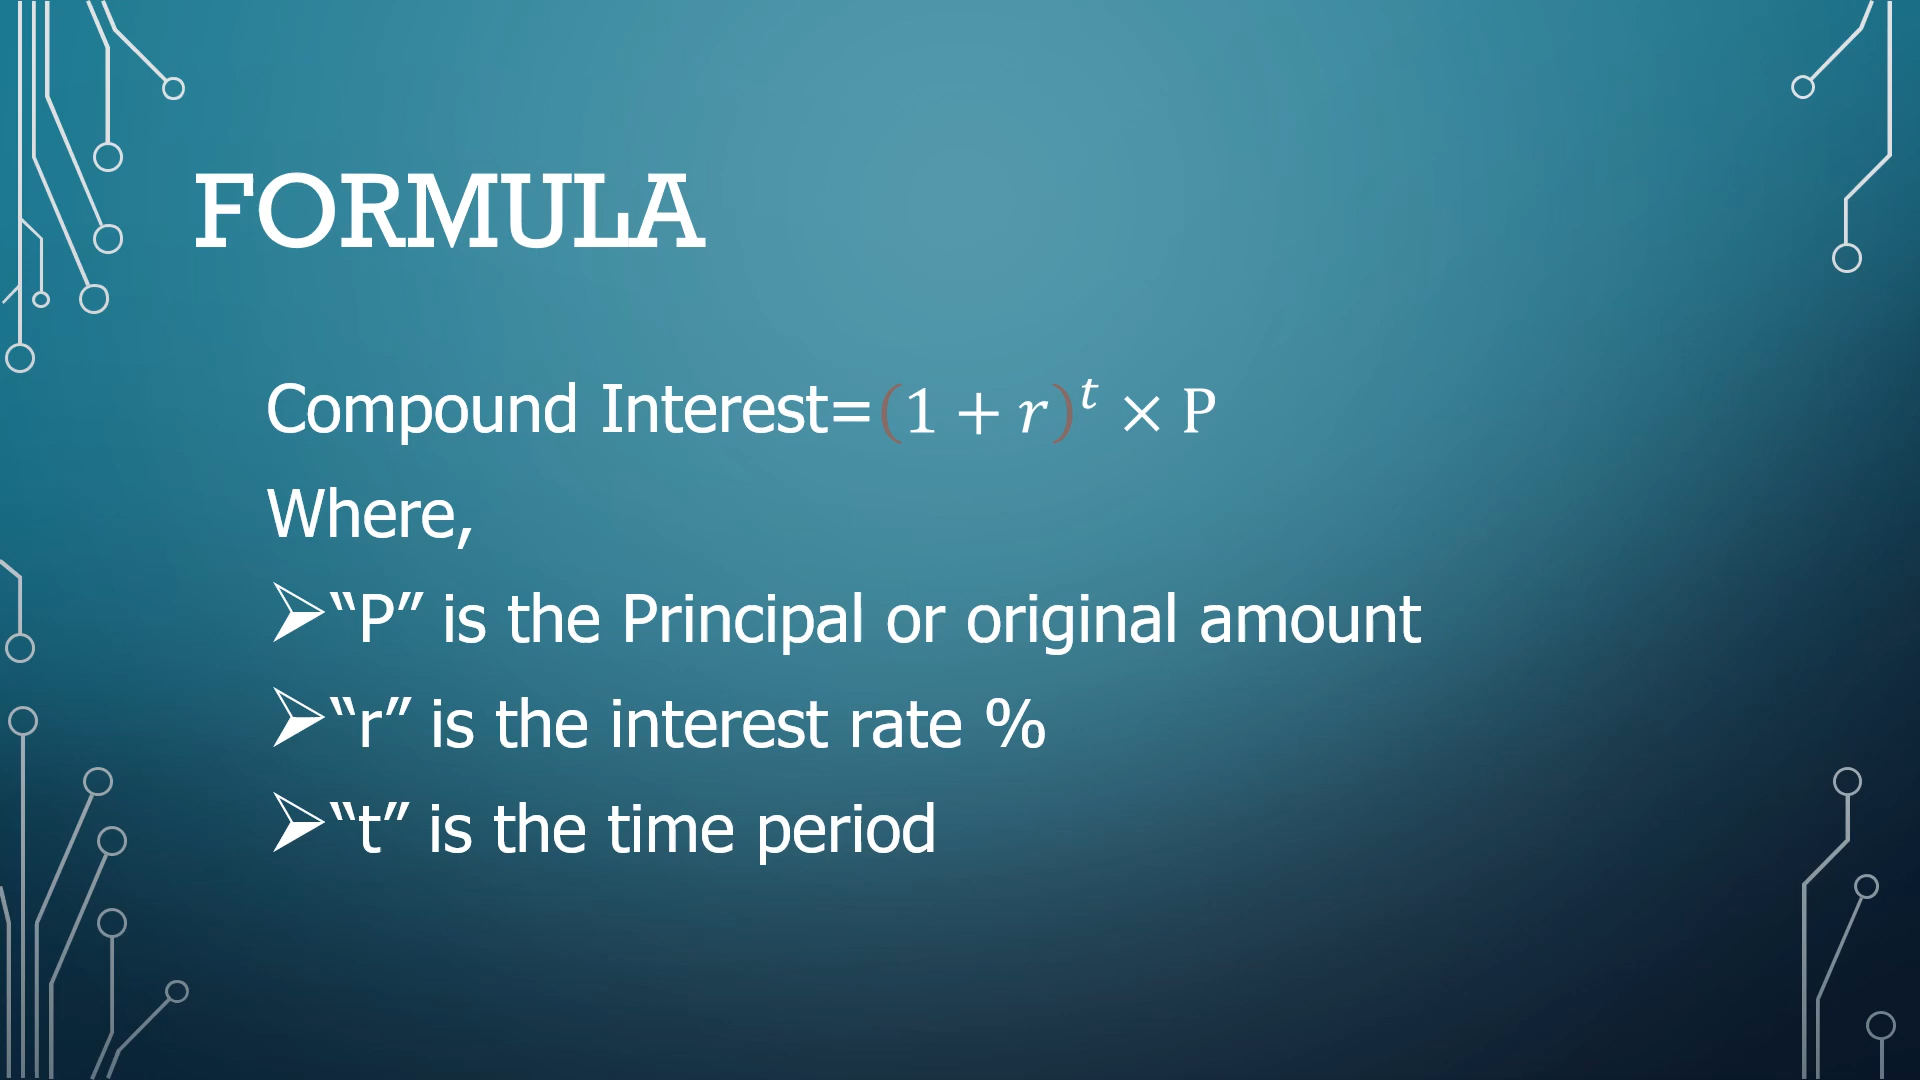 FORMULA
Compound Interest=(1 + r)^t × P
Where,
➢“P” is the Principal or original amount
➢“r” is the interest rate %
➢“t” is the time period